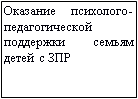 Оказание психолого-
педагогической
поддержки семьям
детей с ЗПР